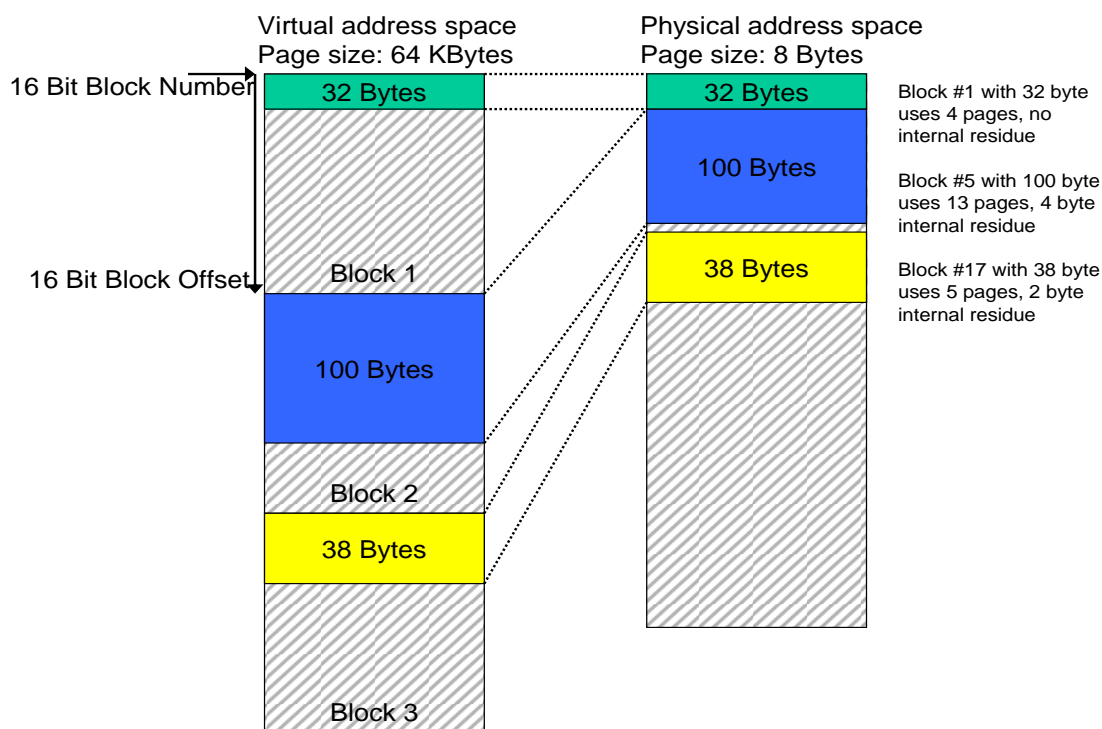 Virtual address space
Page size: 64 KBytes
Physical address space
Page size: 8 Bytes
16 Bit Block Number
32 Bytes
32 Bytes
Block #1 with 32 byte
uses 4 pages, no
internal residue
100 Bytes
Block #5 with 100 byte
uses 13 pages, 4 byte
internal residue
16 Bit Block Offset
Block 1
38 Bytes
Block #17 with 38 byte
uses 5 pages, 2 byte
internal residue
100 Bytes
Block 2
38 Bytes
Block 3